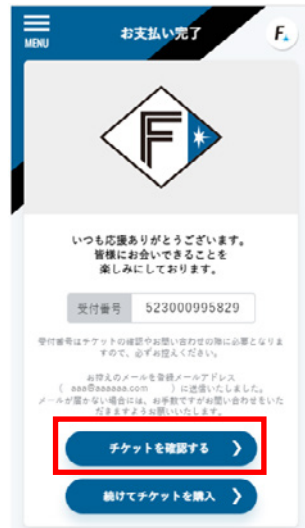 MENU
お支払い完了
F
F
いつも応援ありがとうございます。
皆様にお会いできることを
楽しみにしております。
受付番号 523000995829
受付番号はチケットの確認やお問い合わせの際に必要となりま
すので、必ずお控えください。
お控えのメールを登録メールアドレス
( aaa@aaaaaa.com )に送信いたしました。
メールが届かない場合には、お手数ですがお問い合わせをいた
だきますようお願いいたします。
チケットを確認する
続けてチケットを購入